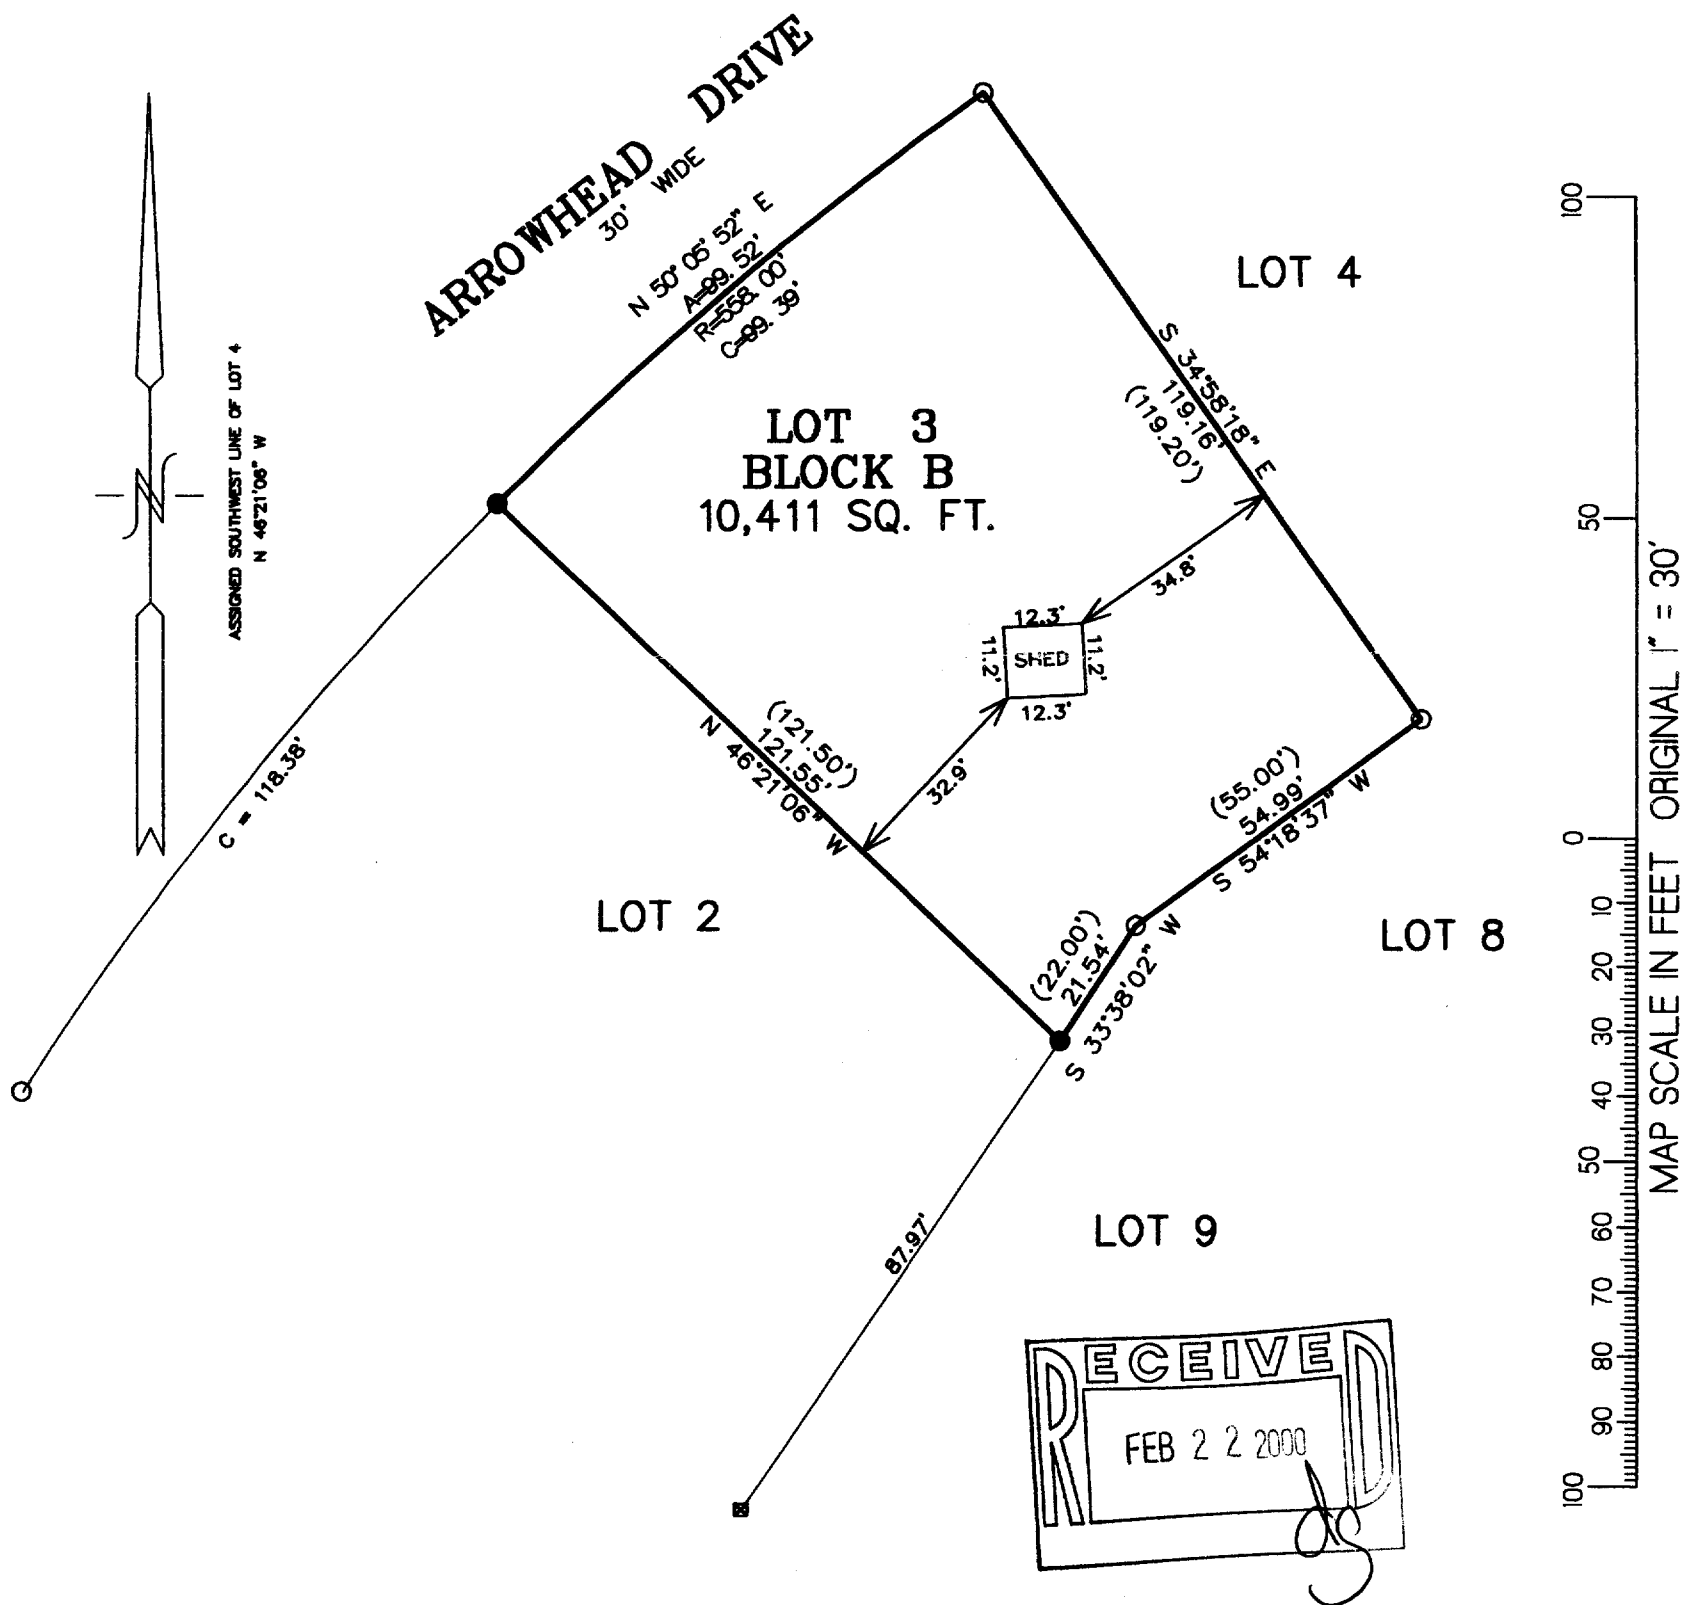 ARROWHEAD DRIVE
30' WIDE
N 50° 05' 52" E
A=99.52'
R=558.00'
C=99.39'
LOT 4
ASSIGNED SOUTHWEST LINE OF LOT 4
N 46°21'06" W
N
LOT 3
BLOCK B
10,411 SQ. FT.
S 34°58'18" E
119.16'
(119.20')
34.8'
12.3'
11.2'
SHED
11.2'
12.3'
32.9'
(121.50')
121.55'
N 46°21'06" W
C = 118.38'
(55.00')
54.99'
S 54°18'37" W
LOT 2
LOT 8
(22.00')
21.54'
S 33°38'02" W
87.97'
LOT 9
RECEIVED
FEB 22 2000
100
50
0
10
20
30
40
50
60
70
80
90
100
MAP SCALE IN FEET ORIGINAL 1" = 30'